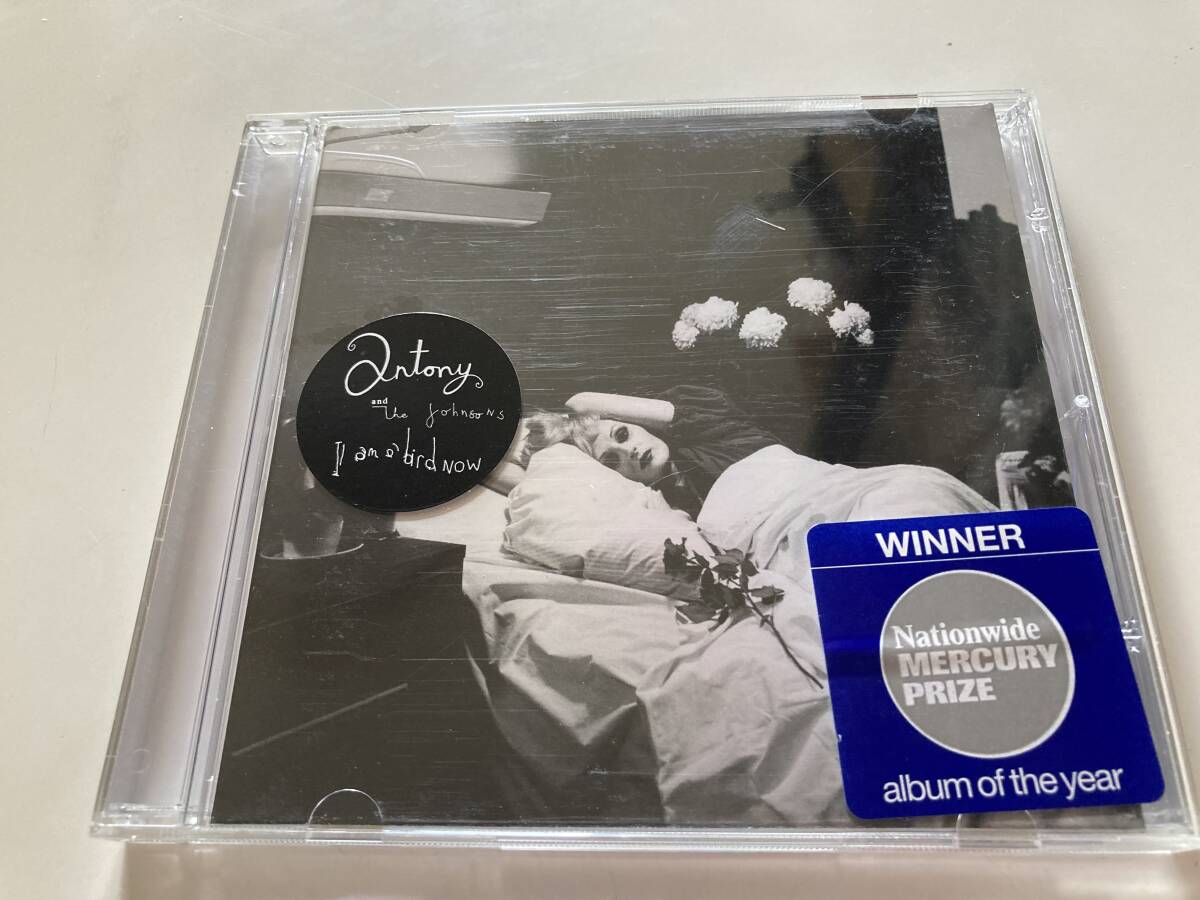 Antony
and
the Johnsons
I am a bird NOW
WINNER
Nationwide
MERCURY
PRIZE
album of the year